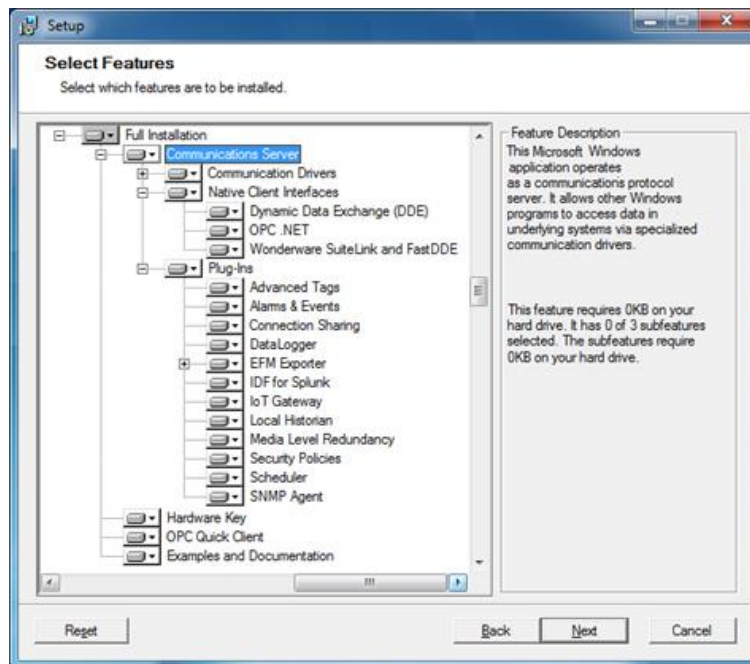 Setup
Select Features
Select which features are to be installed.
Full Installation
Communications Server
Communication Drivers
Native Client Interfaces
Dynamic Data Exchange (DDE)
OPC .NET
Wonderware SuiteLink and FastDDE
Plug-Ins
Advanced Tags
Alarms & Events
Connection Sharing
DataLogger
EFM Exporter
IDF for Splunk
IoT Gateway
Local Historian
Media Level Redundancy
Security Policies
Scheduler
SNMP Agent
Hardware Key
OPC Quick Client
Examples and Documentation
Feature Description
This Microsoft Windows
application operates
as a communications protocol
server. It allows other Windows
programs to access data in
underlying systems via specialized
communication drivers.
This feature requires 0KB on your
hard drive. It has 0 of 3 subfeatures
selected. The subfeatures require
0KB on your hard drive.
Reset
Back
Next
Cancel